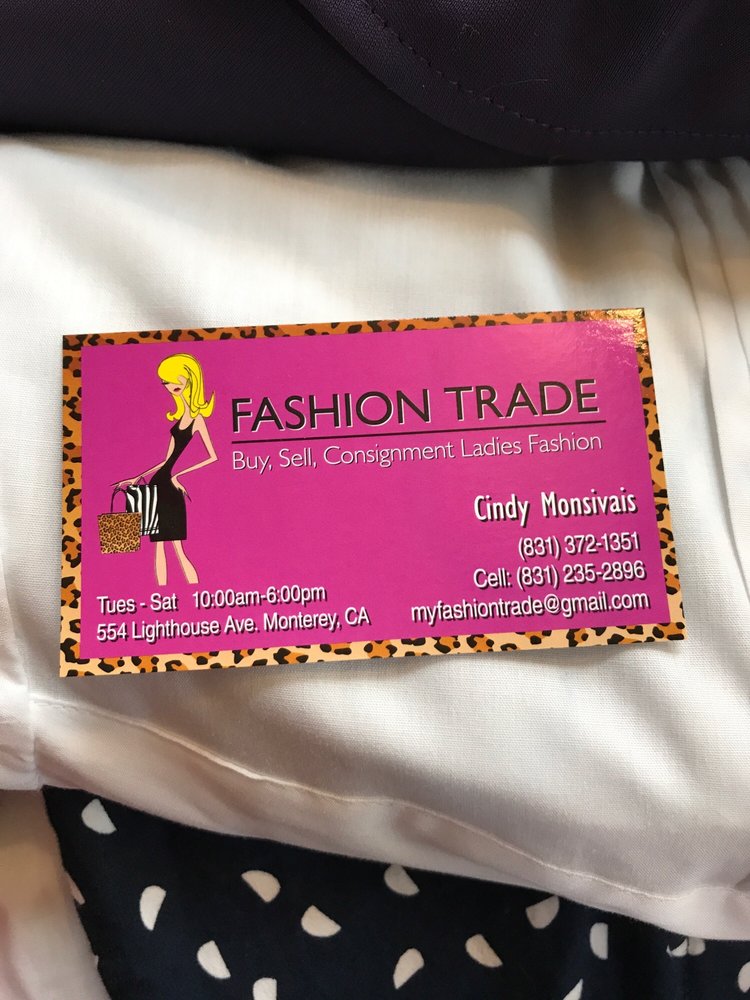 FASHION TRADE
Buy, Sell, Consignment Ladies Fashion
Cindy Monsivais
(831) 372-1351
Cell: (831) 235-2896
myfashiontrade@gmail.com
Tues - Sat 10:00am-6:00pm
554 Lighthouse Ave. Monterey, CA